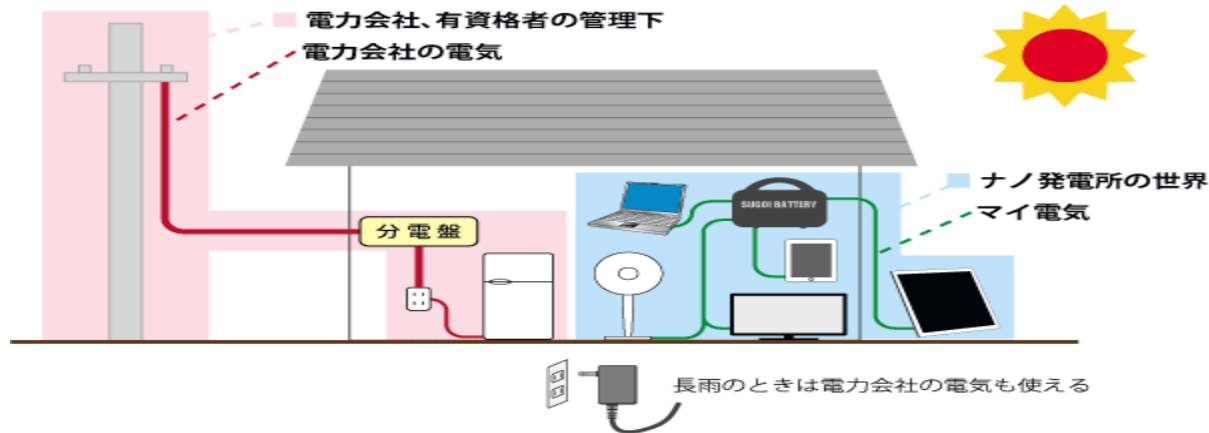 電力会社、有資格者の管理下
電力会社の電気
ナノ発電所の世界
マイ電気
SUGOI BATTERY
分電盤
長雨のときは電力会社の電気も使える